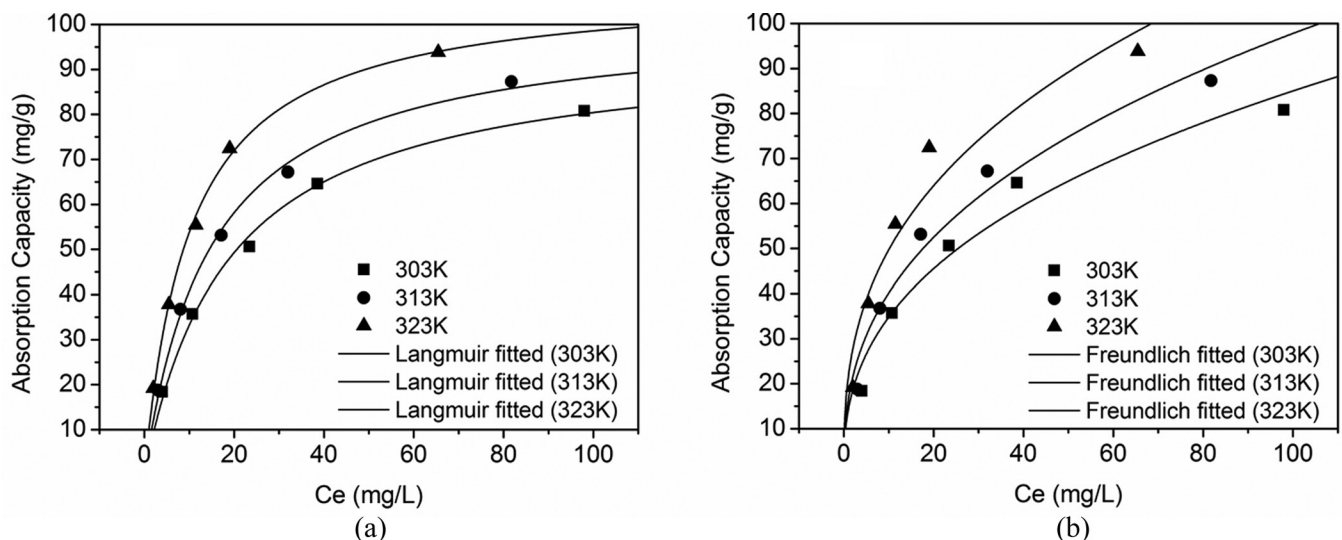 100
90
80
70
60
50
40
30
20
10
Absorption Capacity (mg/g)
303K
313K
323K
Langmuir fitted (303K)
Langmuir fitted (313K)
Langmuir fitted (323K)
0 20 40 60 80 100
Ce (mg/L)
(a)
100
90
80
70
60
50
40
30
20
10
Absorption Capacity (mg/g)
303K
313K
323K
Freundlich fitted (303K)
Freundlich fitted (313K)
Freundlich fitted (323K)
0 20 40 60 80 100
Ce (mg/L)
(b)